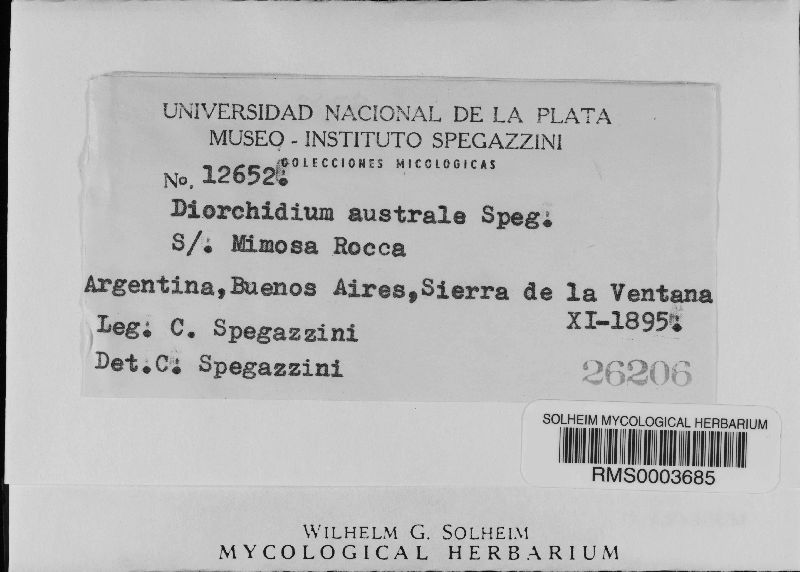 UNIVERSIDAD NACIONAL DE LA PLATA
MUSEO - INSTITUTO SPEGAZZINI
COLECCIONES MICOLOGICAS
No. 12652.
Diorchidium australe Speg.
S/. Mimosa Rocca
Argentina, Buenos Aires, Sierra de la Ventana
XI-1895.
Leg. C. Spegazzini
Det. C. Spegazzini
26206
SOLHEIM MYCOLOGICAL HERBARIUM
RMS0003685
WILHELM G. SOLHEIM
MYCOLOGICAL HERBARIUM